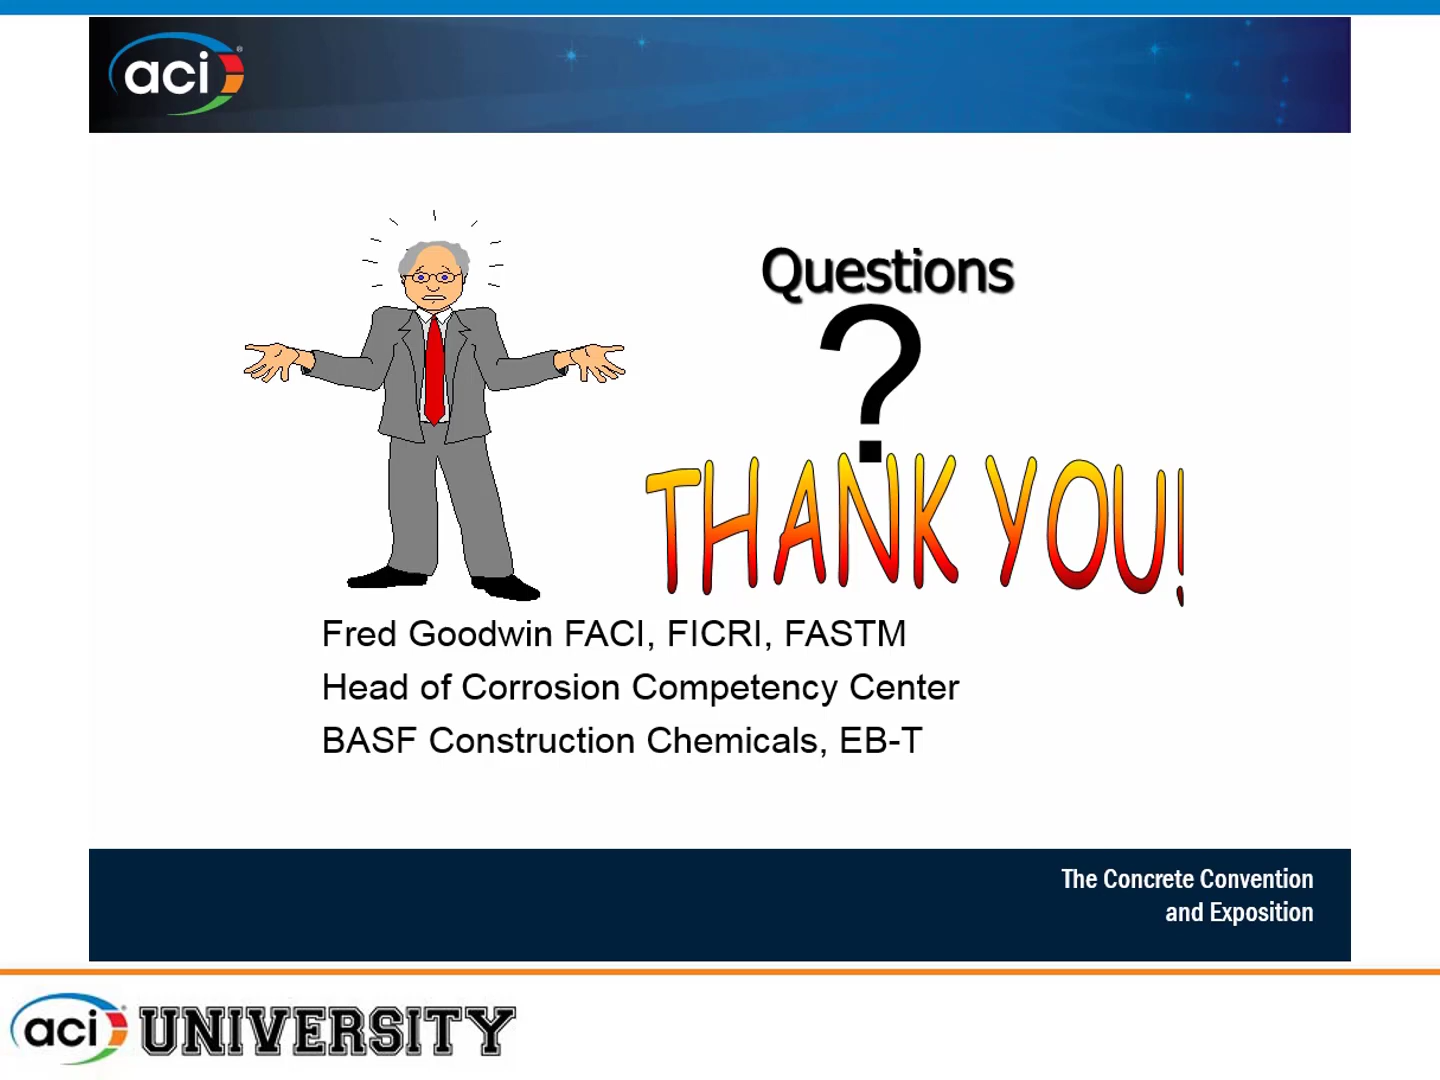 aci®
Questions
?
THANK YOU!
Fred Goodwin FACI, FICRI, FASTM
Head of Corrosion Competency Center
BASF Construction Chemicals, EB-T
The Concrete Convention
and Exposition
aci® UNIVERSITY